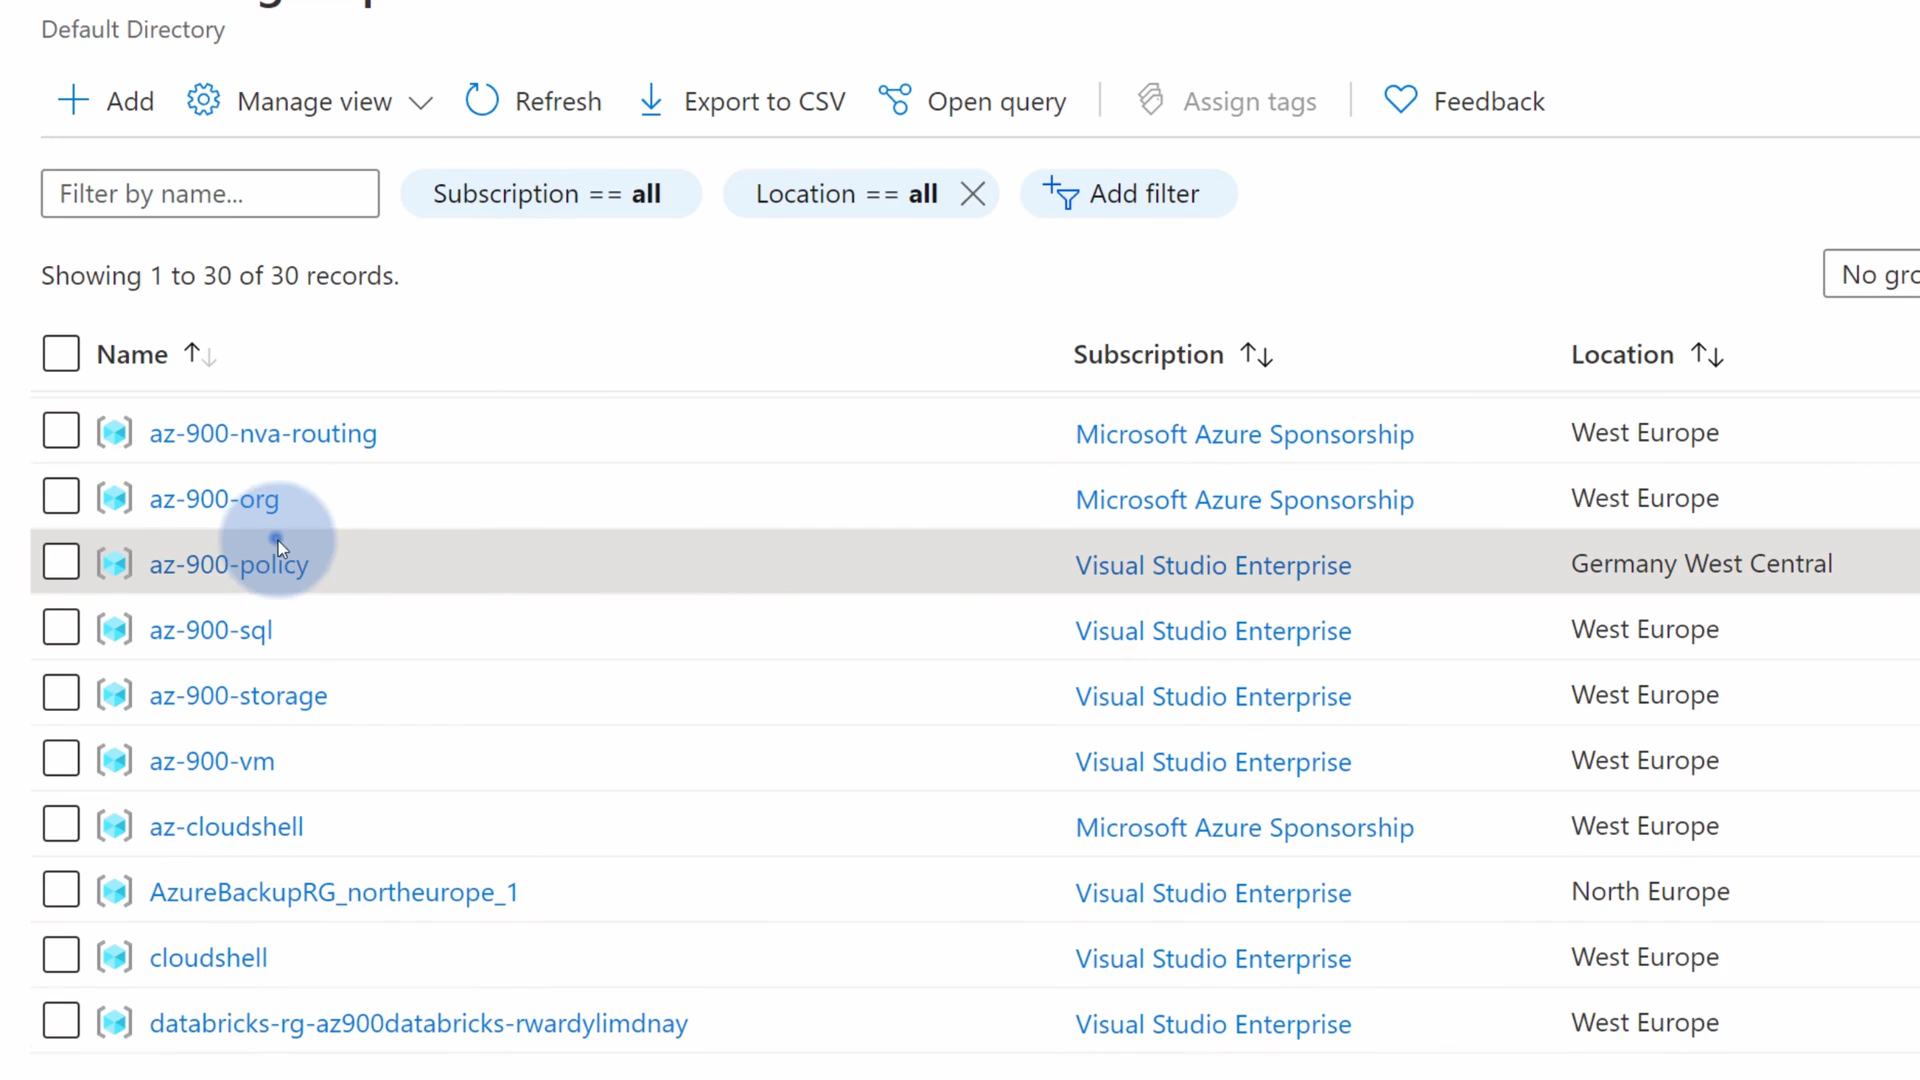 Default Directory
Add Manage view Refresh Export to CSV Open query Assign tags Feedback
Filter by name... Subscription == all Location == all Add filter
Showing 1 to 30 of 30 records.
No gro
Name Subscription Location
az-900-nva-routing Microsoft Azure Sponsorship West Europe
az-900-org Microsoft Azure Sponsorship West Europe
az-900-policy Visual Studio Enterprise Germany West Central
az-900-sql Visual Studio Enterprise West Europe
az-900-storage Visual Studio Enterprise West Europe
az-900-vm Visual Studio Enterprise West Europe
az-cloudshell Microsoft Azure Sponsorship West Europe
AzureBackupRG_northeurope_1 Visual Studio Enterprise North Europe
cloudshell Visual Studio Enterprise West Europe
databricks-rg-az900databricks-rwardylimdnay Visual Studio Enterprise West Europe